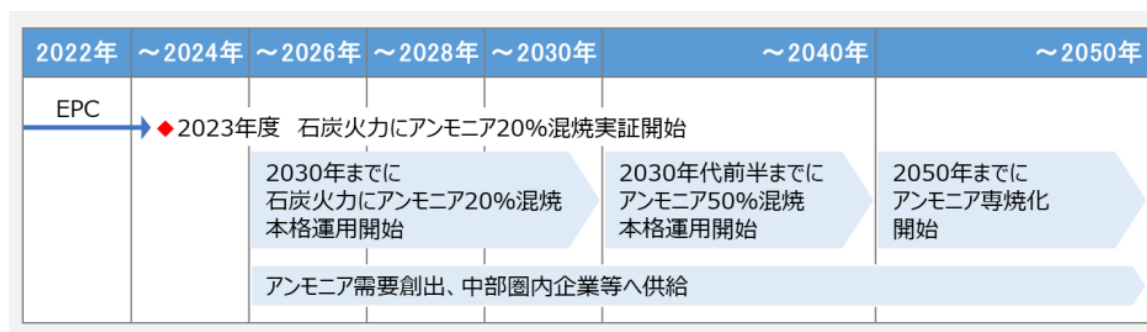 2022年 ～2024年 ～2026年 ～2028年 ～2030年 ～2040年 ～2050年
EPC
◆2023年度 石炭火力にアンモニア20%混焼実証開始
2030年までに
石炭火力にアンモニア20%混焼
本格運用開始
2030年代前半までに
アンモニア50%混焼
本格運用開始
2050年までに
アンモニア専焼化
開始
アンモニア需要創出、中部圏内企業等へ供給